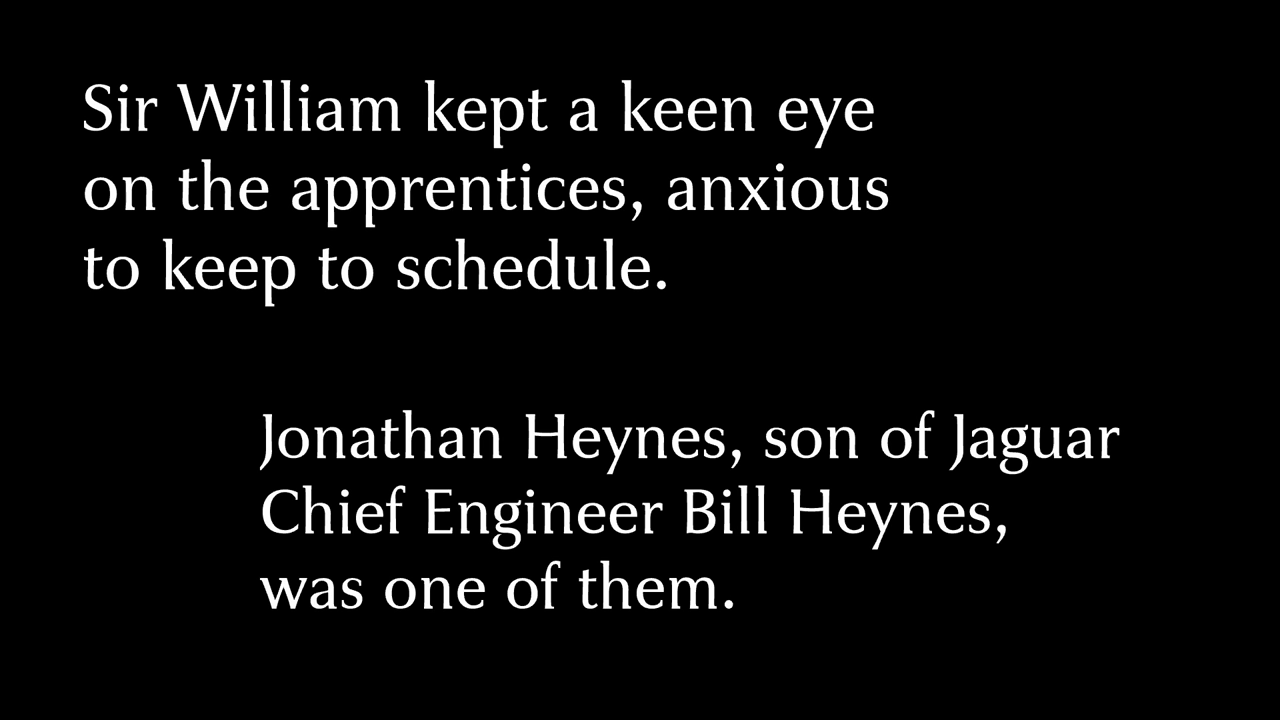 Sir William kept a keen eye
on the apprentices, anxious
to keep to schedule.
Jonathan Heynes, son of Jaguar
Chief Engineer Bill Heynes,
was one of them.